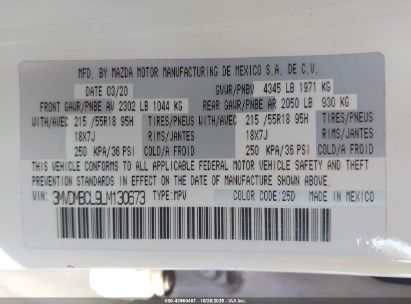 MFD. BY MAZDA MOTOR MANUFACTURING DE MEXICO S.A. DE C.V.
DATE 03/20 GVWR/PNBV 4345 LB 1971 KG
FRONT GAWR/PNBE AV 2302 LB 1044 KG REAR GAWR/PNBE AR 2050 LB 930 KG
WITH/AVEC 215 /55R18 95H TIRES/PNEUS WITH/AVEC 215 /55R18 95H TIRES/PNEUS
18X7J RIMS/JANTES 18X7J RIMS/JANTES
250 KPA/36 PSI COLD/A FROID 250 KPA/36 PSI COLD/A FROID
THIS VEHICLE CONFORMS TO ALL APPLICABLE FEDERAL MOTOR VEHICLE SAFETY AND THEFT
PREVENTION STANDARDS IN EFFECT ON THE DATE OF MANUFACTURE SHOWN ABOVE.
VIN: 3MVDMBCL9LM130673 TYPE:MPV COLOR CODE:25D MADE IN MEXICO